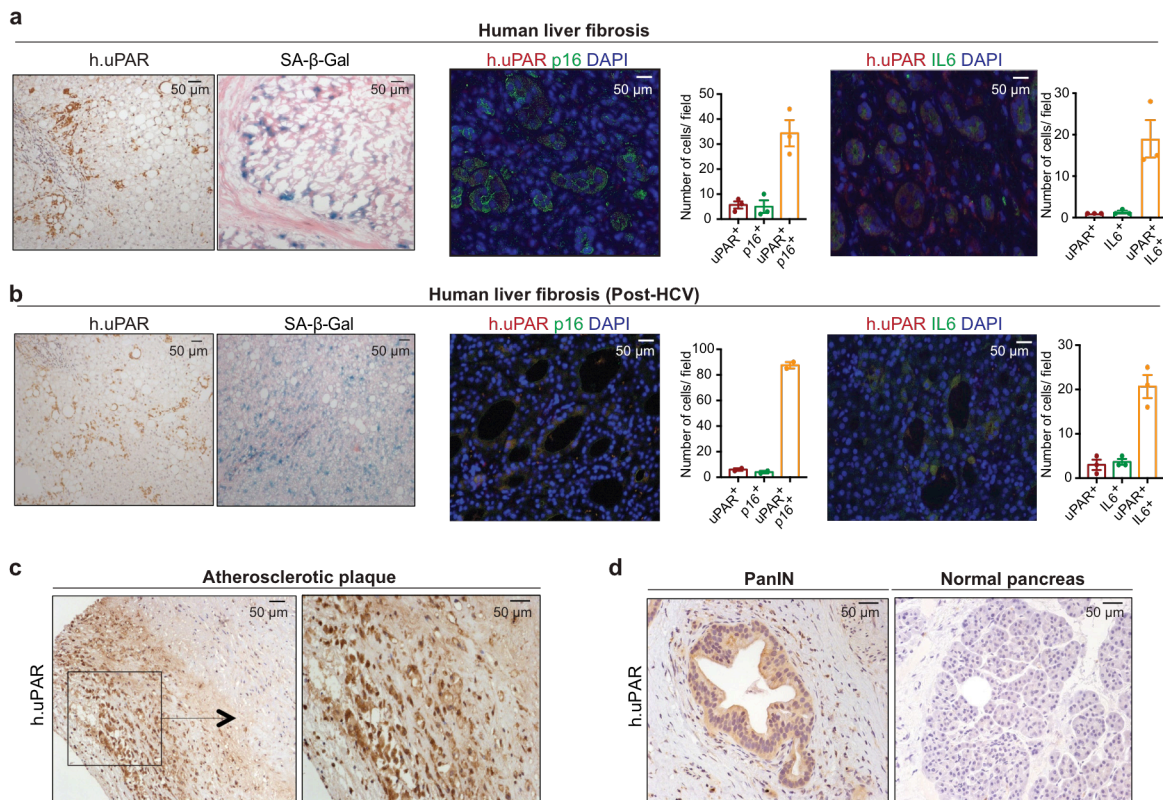 a
Human liver fibrosis
h.uPAR
SA-β-Gal
h.uPAR p16 DAPI
h.uPAR IL6 DAPI
50 µm
50 µm
50 µm
50 µm
Number of cells/ field
50
40
30
20
10
0
uPAR+
p16+
uPAR+
p16+
Number of cells/ field
30
20
10
0
uPAR+
IL6+
uPAR+
IL6+
b
Human liver fibrosis (Post-HCV)
h.uPAR
SA-β-Gal
h.uPAR p16 DAPI
h.uPAR IL6 DAPI
50 µm
50 µm
50 µm
50 µm
Number of cells/ field
100
80
60
40
20
0
uPAR+
p16+
uPAR+
p16+
Number of cells/ field
30
20
10
0
uPAR+
IL6+
uPAR+
IL6+
c
Atherosclerotic plaque
h.uPAR
50 µm
50 µm
d
PanIN
Normal pancreas
h.uPAR
50 µm
50 µm